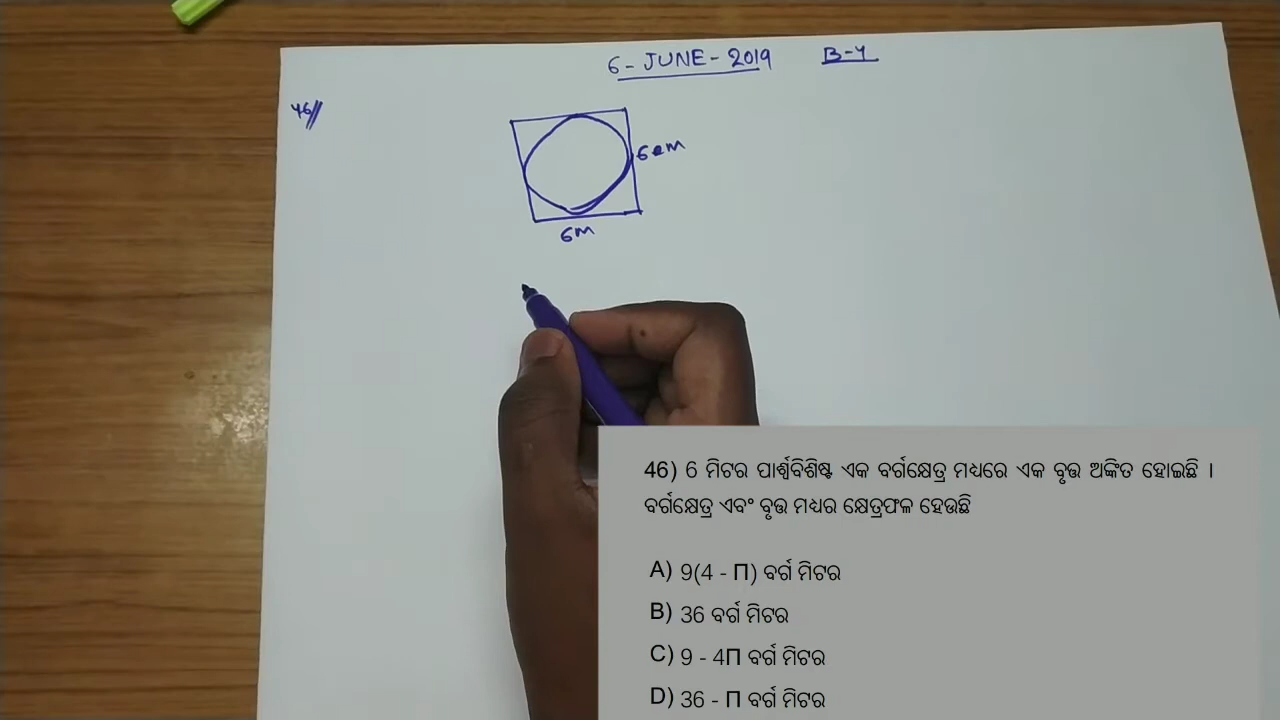 6 - JUNE - 2019 B-4
46//
6cm
6m
46) 6 ମିଟର ପାର୍ଶ୍ୱବିଶିଷ୍ଟ ଏକ ବର୍ଗକ୍ଷେତ୍ର ମଧ୍ୟରେ ଏକ ବୃତ୍ତ ଅଙ୍କିତ ହୋଇଛି ।
ବର୍ଗକ୍ଷେତ୍ର ଏବଂ ବୃତ୍ତ ମଧ୍ୟର କ୍ଷେତ୍ରଫଳ ହେଉଛି
A) 9(4 - Π) ବର୍ଗ ମିଟର
B) 36 ବର୍ଗ ମିଟର
C) 9 - 4Π ବର୍ଗ ମିଟର
D) 36 - Π ବର୍ଗ ମିଟର